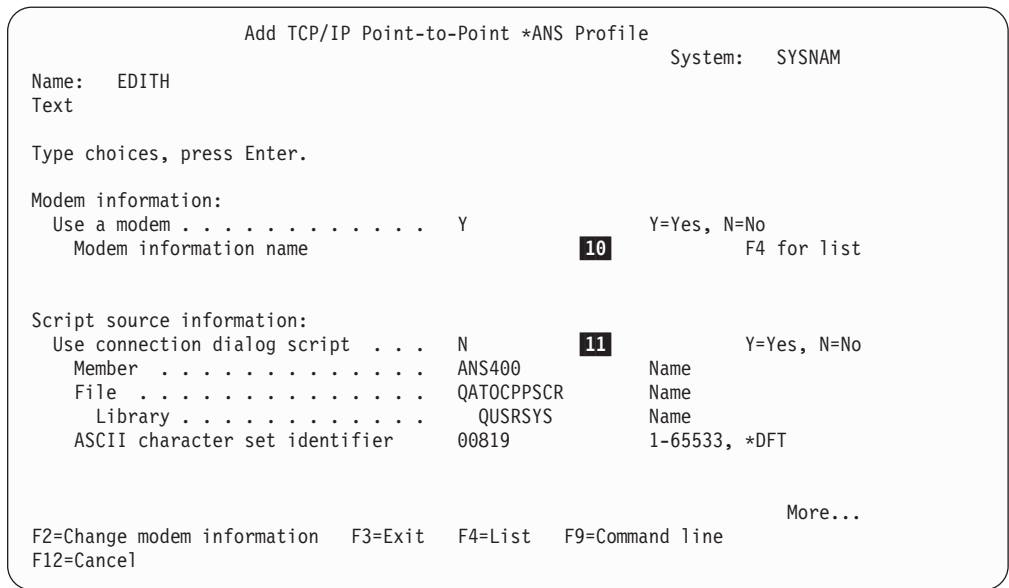 Add TCP/IP Point-to-Point *ANS Profile
System: SYSNAM
Name: EDITH
Text
Type choices, press Enter.
Modem information:
Use a modem . . . . . . . . . . . . Y Y=Yes, N=No
Modem information name 10 F4 for list
Script source information:
Use connection dialog script . . . N 11 Y=Yes, N=No
Member . . . . . . . . . . . . . ANS400 Name
File . . . . . . . . . . . . . . QATOCPPSCR Name
Library . . . . . . . . . . . . QUSRSYS Name
ASCII character set identifier 00819 1-65533, *DFT
More...
F2=Change modem information F3=Exit F4=List F9=Command line
F12=Cancel